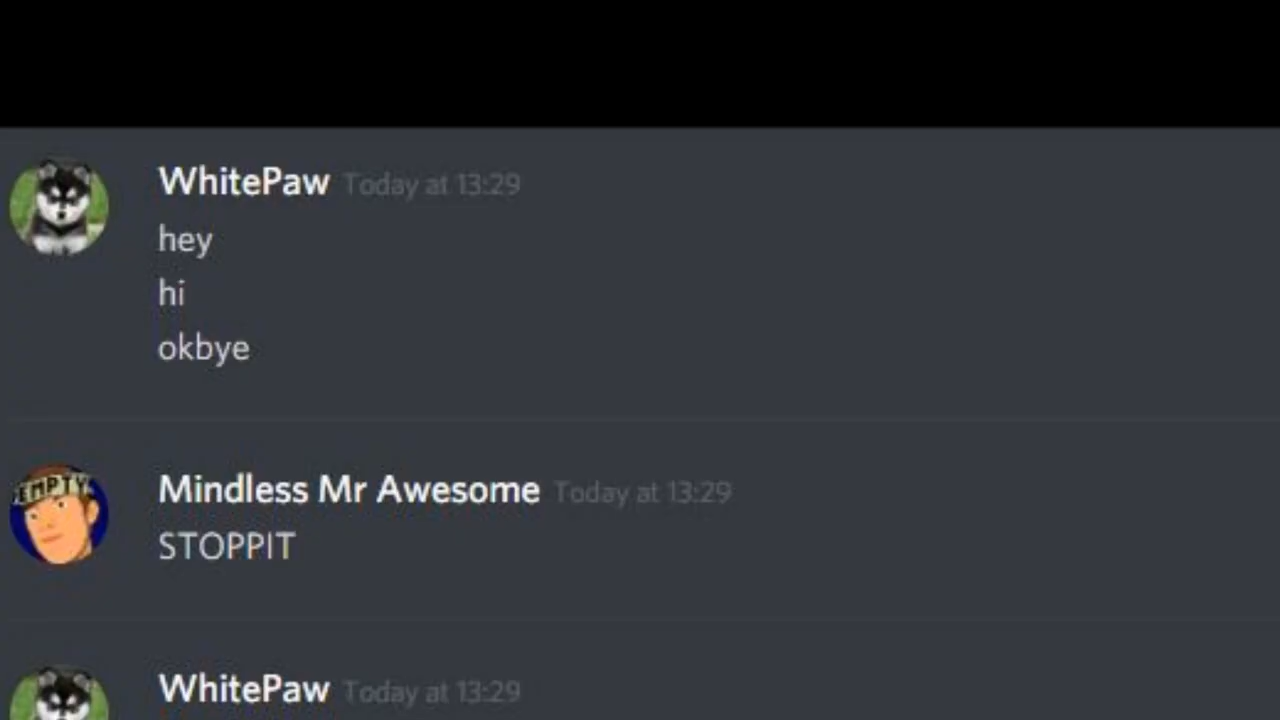 WhitePaw Today at 13:29
hey
hi
okbye
EMPTY
Mindless Mr Awesome Today at 13:29
STOPPIT
WhitePaw Today at 13:29